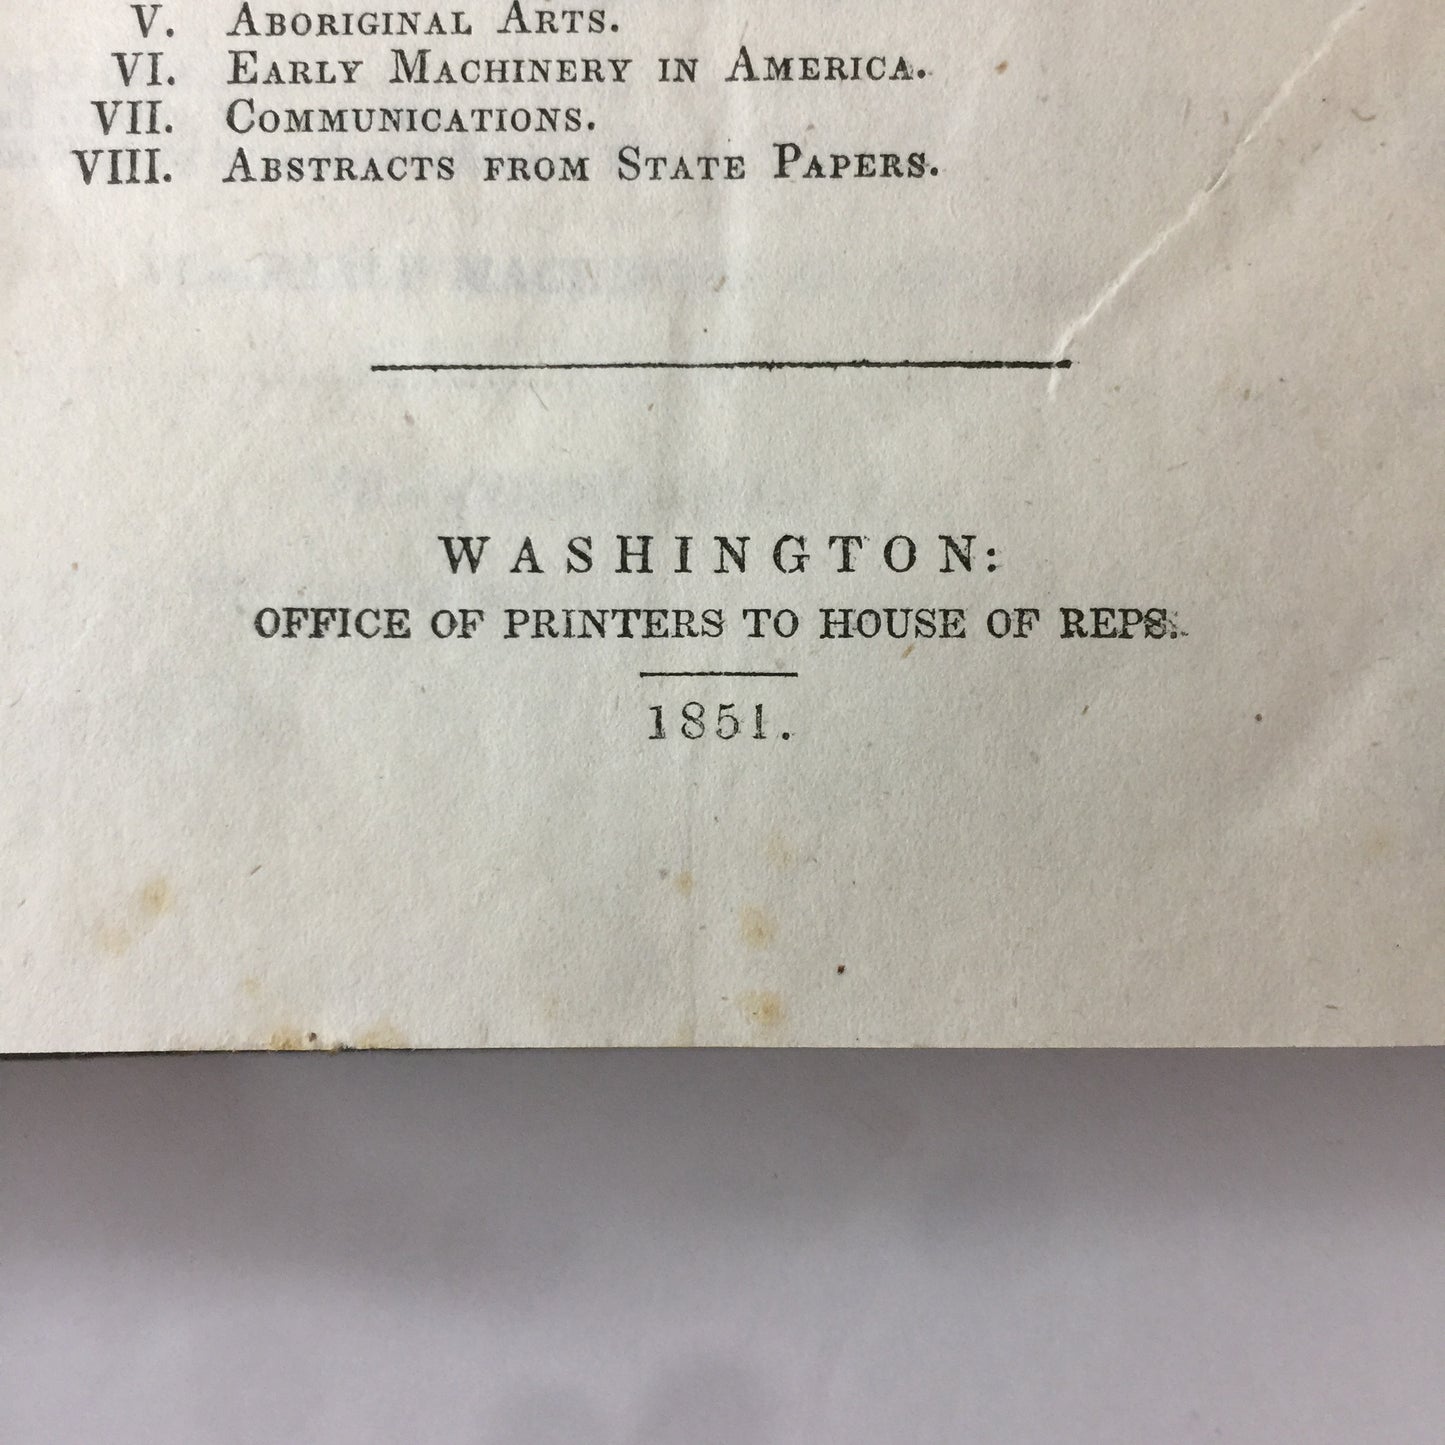 V. Aboriginal Arts.
VI. Early Machinery in America.
VII. Communications.
VIII. Abstracts from State Papers.
WASHINGTON:
OFFICE OF PRINTERS TO HOUSE OF REPS.
1851.